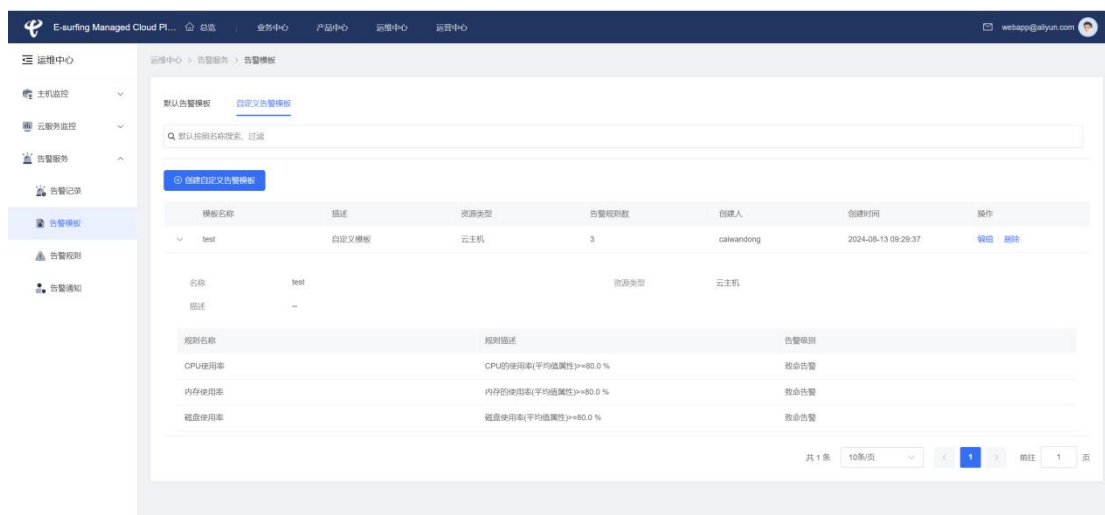 E-surfing Managed Cloud Pl... 总览 业务中心 产品中心 运维中心 运营中心 webapp@aliyun.com
运维中心 运维中心 > 告警服务 > 告警模板
主机监控
云服务监控
告警服务
告警记录
告警模板
告警规则
告警通知
默认告警模板 自定义告警模板
默认按照名称搜索、过滤
创建自定义告警模板
模板名称 描述 资源类型 告警规则数 创建人 创建时间 操作
test 自定义模板 云主机 3 caiwandong 2024-08-13 09:29:37 编辑 删除
名称 test 资源类型 云主机
描述 --
规则名称 规则描述 告警级别
CPU使用率 CPU的使用率(平均值属性)>=80.0 % 致命告警
内存使用率 内存的使用率(平均值属性)>=80.0 % 致命告警
磁盘使用率 磁盘使用率(平均值属性)>=80.0 % 致命告警
共 1 条 10条/页 < 1 > 前往 1 页